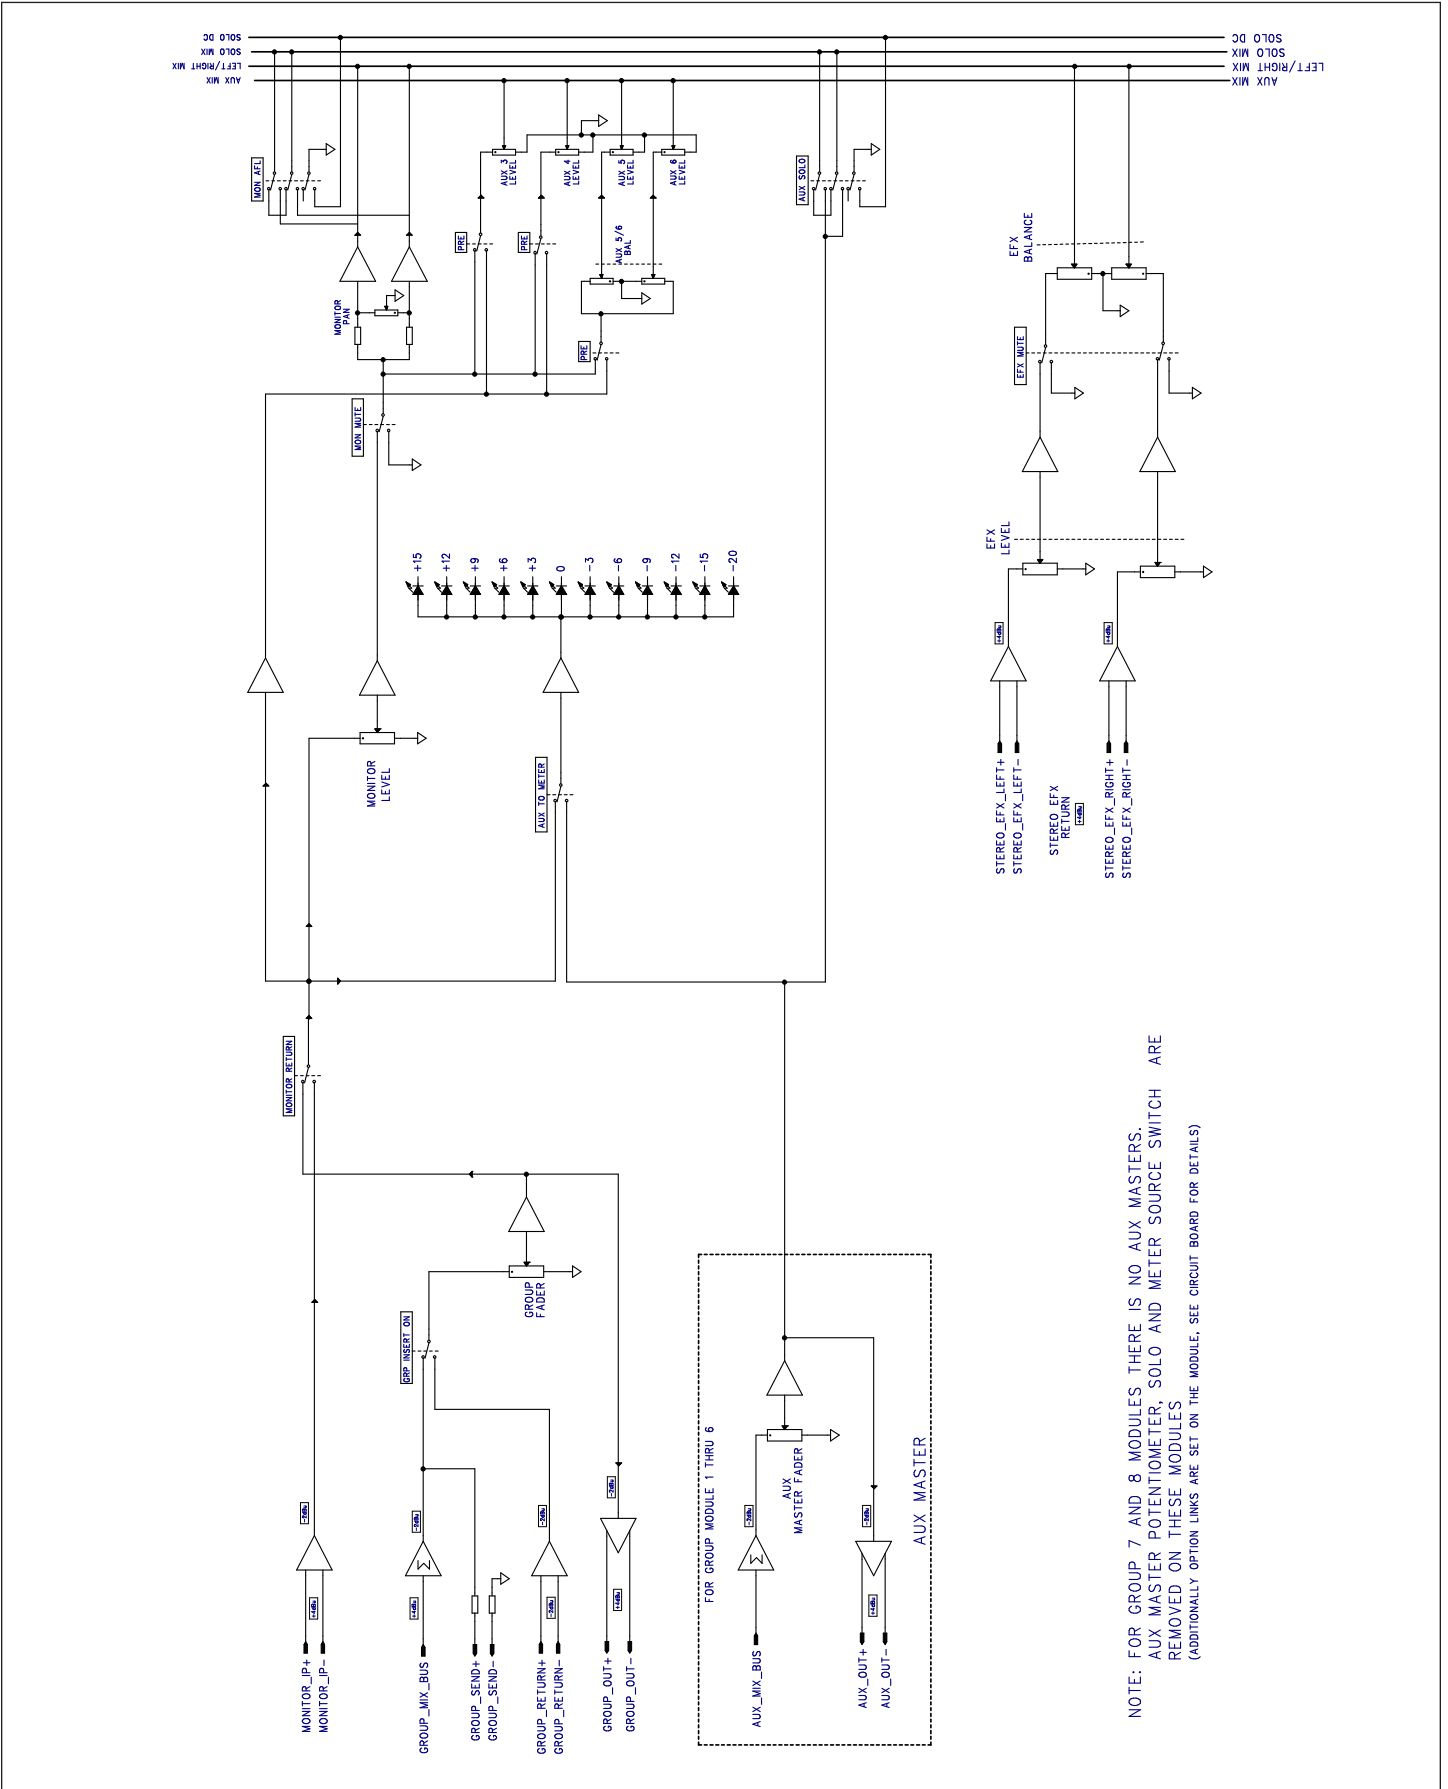 SOLO DC
SOLO MIX
LEFT/RIGHT MIX
AUX MIX
SOLO DC
SOLO MIX
LEFT/RIGHT MIX
AUX MIX
MON AFL
MONITOR
PAN
PRE
PRE
AUX 3
LEVEL
AUX 4
LEVEL
AUX 5
LEVEL
AUX 6
LEVEL
AUX 5/6
BAL
PRE
AUX SOLO
EFX
BALANCE
EFX MUTE
MON MUTE
EFX
LEVEL
+15
+12
+9
+6
+3
0
-3
-6
-9
-12
-15
-20
MONITOR
LEVEL
AUX TO METER
+4dBu
+4dBu
STEREO_EFX_LEFT+
STEREO_EFX_LEFT-
STEREO EFX
RETURN
+4dBu
STEREO_EFX_RIGHT+
STEREO_EFX_RIGHT-
MONITOR RETURN
GRP INSERT ON
GROUP
FADER
-2dBu
+4dBu
MONITOR_IP+
MONITOR_IP-
-2dBu
+4dBu
GROUP_MIX_BUS
GROUP_SEND+
GROUP_SEND-
-2dBu
-2dBu
GROUP_RETURN+
GROUP_RETURN-
-2dBu
+4dBu
GROUP_OUT+
GROUP_OUT-
FOR GROUP MODULE 1 THRU 6
-2dBu
AUX_MIX_BUS
AUX
MASTER FADER
-2dBu
+4dBu
AUX_OUT+
AUX_OUT-
AUX MASTER
NOTE: FOR GROUP 7 AND 8 MODULES THERE IS NO AUX MASTERS.
AUX MASTER POTENTIOMETER, SOLO AND METER SOURCE SWITCH ARE
REMOVED ON THESE MODULES
(ADDITIONALLY OPTION LINKS ARE SET ON THE MODULE, SEE CIRCUIT BOARD FOR DETAILS)